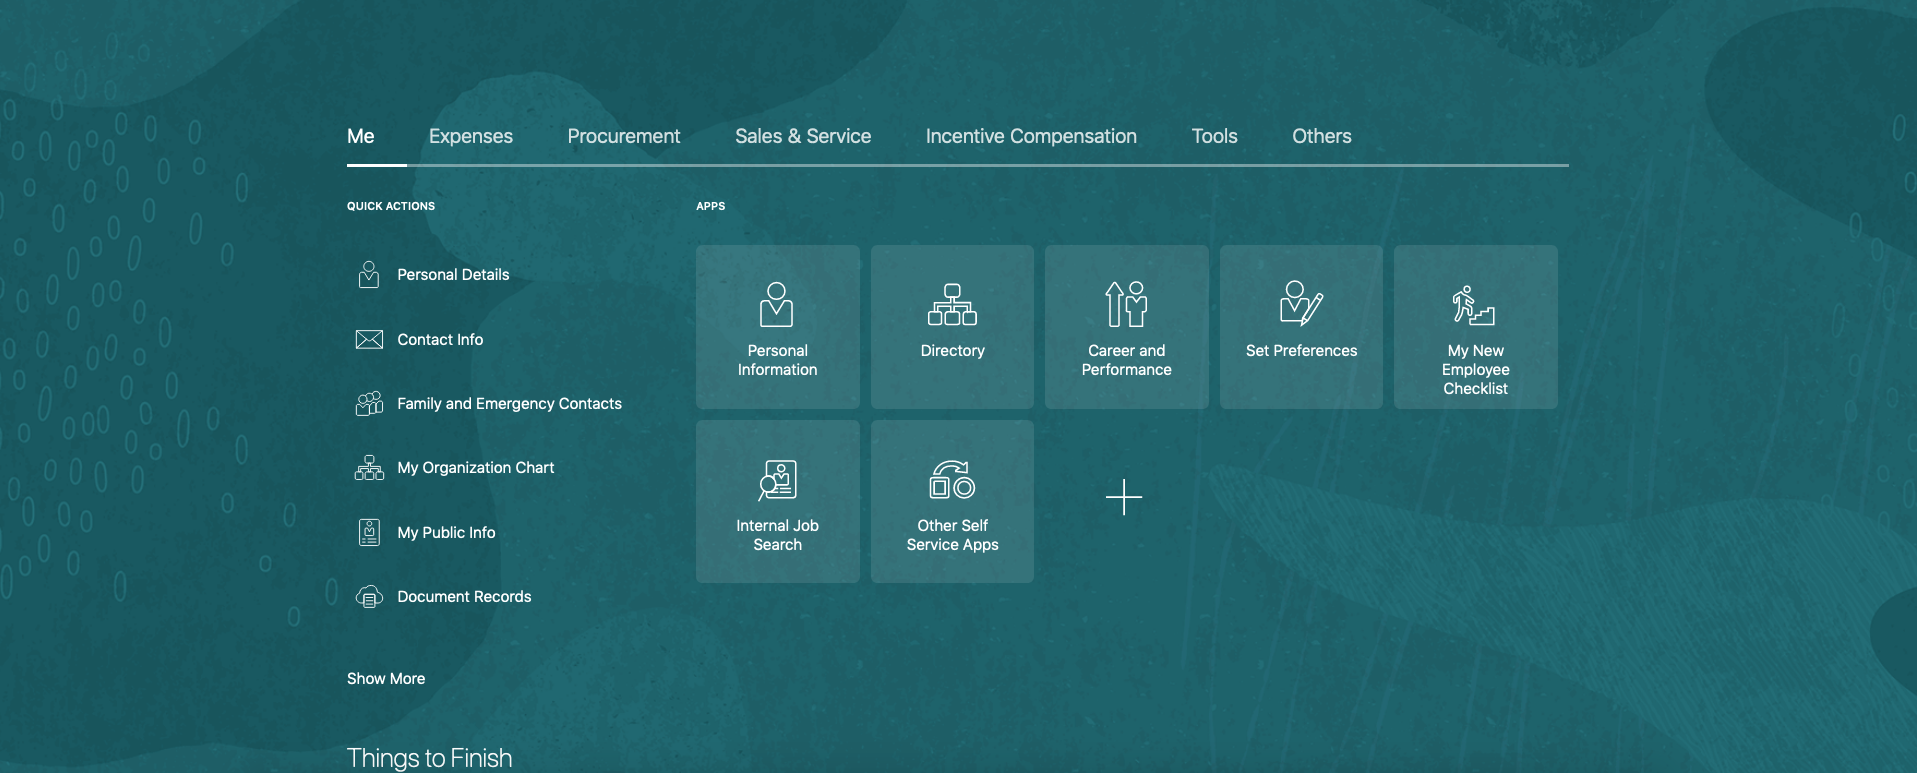 Me
Expenses
Procurement
Sales & Service
Incentive Compensation
Tools
Others
QUICK ACTIONS
Personal Details
Contact Info
Family and Emergency Contacts
My Organization Chart
My Public Info
Document Records
Show More
APPS
Personal
Information
Directory
Career and
Performance
Set Preferences
My New
Employee
Checklist
Internal Job
Search
Other Self
Service Apps
Things to Finish